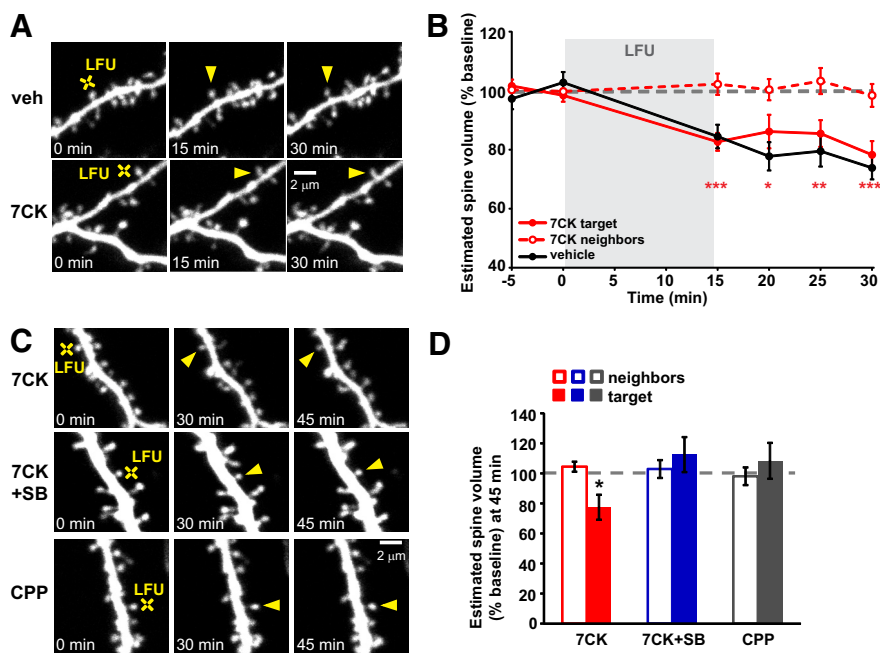 A
veh
LFU
0 min
15 min
30 min
7CK
LFU
2 μm
0 min
15 min
30 min
B
Estimated spine volume (% baseline)
120
100
80
60
40
LFU
***
*
**
***
7CK target
7CK neighbors
vehicle
-5
0
5
10
15
20
25
30
Time (min)
C
7CK
LFU
0 min
30 min
45 min
7CK
+SB
LFU
0 min
30 min
45 min
CPP
LFU
2 μm
0 min
30 min
45 min
D
neighbors
target
Estimated spine volume
(% baseline) at 45 min
140
120
100
80
60
40
20
0
*
7CK
7CK+SB
CPP